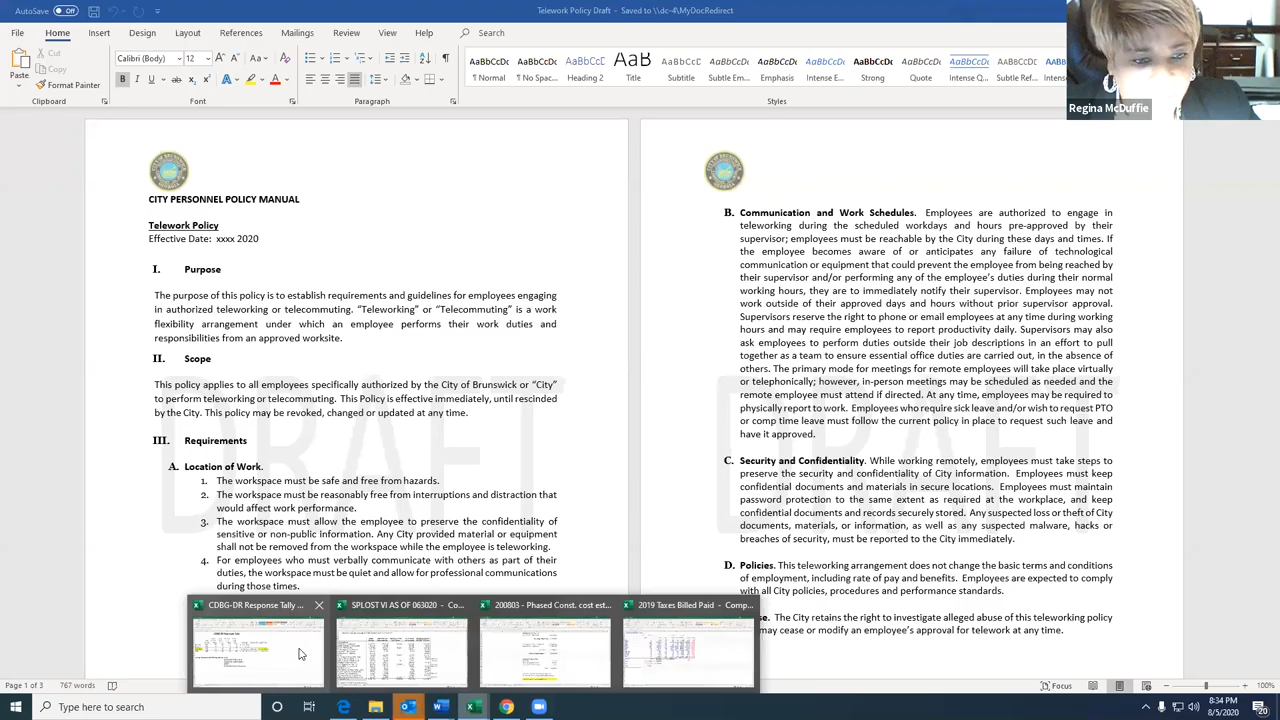 AutoSave Off
Telework Policy Draft - Saved to \\dc-4\MyDocRedirect
File Home Insert Design Layout References Mailings Review View Help Search
Cut
Copy
Paste
Format Painter
Calibri (Body) 12
Clipboard
Font
Paragraph
Styles
AaBbCcDc AaBbCcDc AaBbCcDc AaB AaBbCcD AaBbCcDc AaBbCcDc AaBbCcDc AaBbCcDc AaBbCcDc AaBbCcDc AaBbCcDc
¶ Normal ¶ No Spac... Heading 2 Title Subtitle Subtle Em... Emphasis Intense E... Strong Quote Intense Q... Subtle Ref...
Regina McDuffie
CITY PERSONNEL POLICY MANUAL
Telework Policy
Effective Date: xxxx 2020
I. Purpose
The purpose of this policy is to establish requirements and guidelines for employees engaging
in authorized teleworking or telecommuting. “Teleworking” or “Telecommuting” is a work
flexibility arrangement under which an employee performs their work duties and
responsibilities from an approved worksite.
II. Scope
This policy applies to all employees specifically authorized by the City of Brunswick or “City”
to perform teleworking or telecommuting. This Policy is effective immediately, until rescinded
by the City. This policy may be revoked, changed or updated at any time.
III. Requirements
A. Location of Work.
1. The workspace must be safe and free from hazards.
2. The workspace must be reasonably free from interruptions and distraction that
would affect work performance.
3. The workspace must allow the employee to preserve the confidentiality of
sensitive or non-public information. Any City provided material or equipment
shall not be removed from the workspace while the employee is teleworking.
4. For employees who must verbally communicate with others as part of their
duties, the workspace must be quiet and allow for professional communications
during those times.
DRAFT
B. Communication and Work Schedules. Employees are authorized to engage in
teleworking during the scheduled workdays and hours pre-approved by their
supervisor; employees must be reachable by the City during these days and times. If
the employee becomes aware of or anticipates any failure of technological
communication or equipment that could prevent the employee from being reached by
their supervisor and/or performing any of the employee’s duties during their normal
working hours, they are to immediately notify their supervisor. Employees may not
work outside of their approved days and hours without prior supervisor approval.
Supervisors reserve the right to phone or email employees at any time during working
hours and may require employees to report productivity daily. Supervisors may also
ask employees to perform duties outside their job descriptions in an effort to pull
together as a team to ensure essential office duties are carried out, in the absence of
others. The primary mode for meetings for remote employees will take place virtually
or telephonically; however, in-person meetings may be scheduled as needed and the
remote employee must attend if directed. At any time, employees may be required to
physically report to work. Employees who require sick leave and/or wish to request PTO
or comp time leave must follow the current policy in place to request such leave and
have it approved.
C. Security and Confidentiality. While working remotely, employees must take steps to
preserve the security and confidentiality of City information. Employees must keep
confidential documents and materials in secure locations. Employees must maintain
password protection to the same extent as required at the workplace, and keep
confidential documents and records securely stored. Any suspected loss or theft of City
documents, materials, or information, as well as any suspected malware, hacks or
breaches of security, must be reported to the City immediately.
D. Policies. This teleworking arrangement does not change the basic terms and conditions
of employment, including rate of pay and benefits. Employees are expected to comply
with all City policies, procedures and performance standards.
The City retains the right to investigate alleged abuse of this teleworking policy
may cease or modify an employee’s approval for telework at any time.
DRAFT
CDBG-DR Response Tally ...
SPLOST VI AS OF 063020 - Co...
200803 - Phased Const. cost est...
2019 Taxes Billed Paid - Comp...
Page 1 of 3 767 words
Focus
100%
Type here to search
8:34 PM
8/5/2020
20